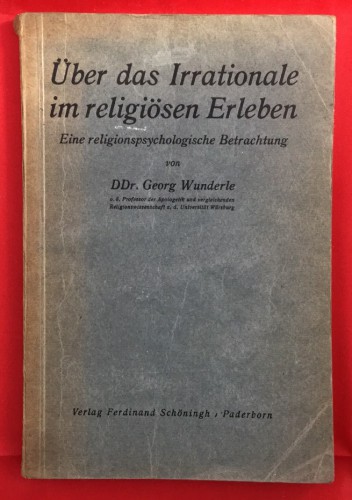 Über das Irrationale
im religiösen Erleben
Eine religionspsychologische Betrachtung
von
DDr. Georg Wunderle
o. ö. Professor der Apologetik und vergleichenden
Religionswissenschaft a. d. Universität Würzburg
Verlag Ferdinand Schöningh, Paderborn